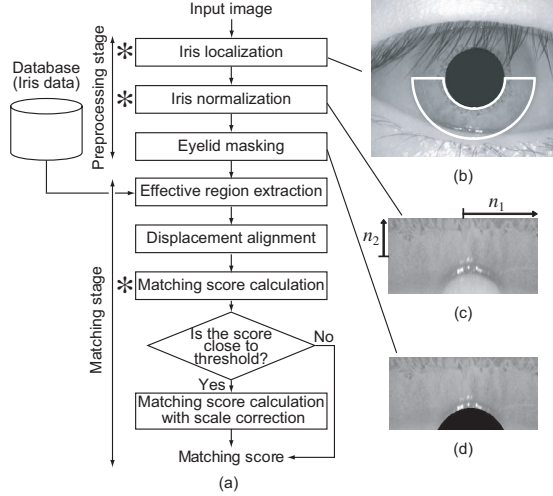 Input image
Database
(Iris data)
Preprocessing stage
* Iris localization
* Iris normalization
Eyelid masking
Matching stage
Effective region extraction
Displacement alignment
* Matching score calculation
Is the score
close to
threshold?
No
Yes
Matching score calculation
with scale correction
Matching score
(a)
(b)
n1
n2
(c)
(d)